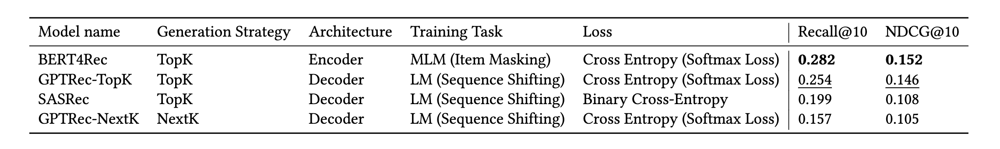 Model name Generation Strategy Architecture Training Task Loss Recall@10 NDCG@10
BERT4Rec TopK Encoder MLM (Item Masking) Cross Entropy (Softmax Loss) 0.282 0.152
GPTRec-TopK TopK Decoder LM (Sequence Shifting) Cross Entropy (Softmax Loss) 0.254 0.146
SASRec TopK Decoder LM (Sequence Shifting) Binary Cross-Entropy 0.199 0.108
GPTRec-NextK NextK Decoder LM (Sequence Shifting) Cross Entropy (Softmax Loss) 0.157 0.105